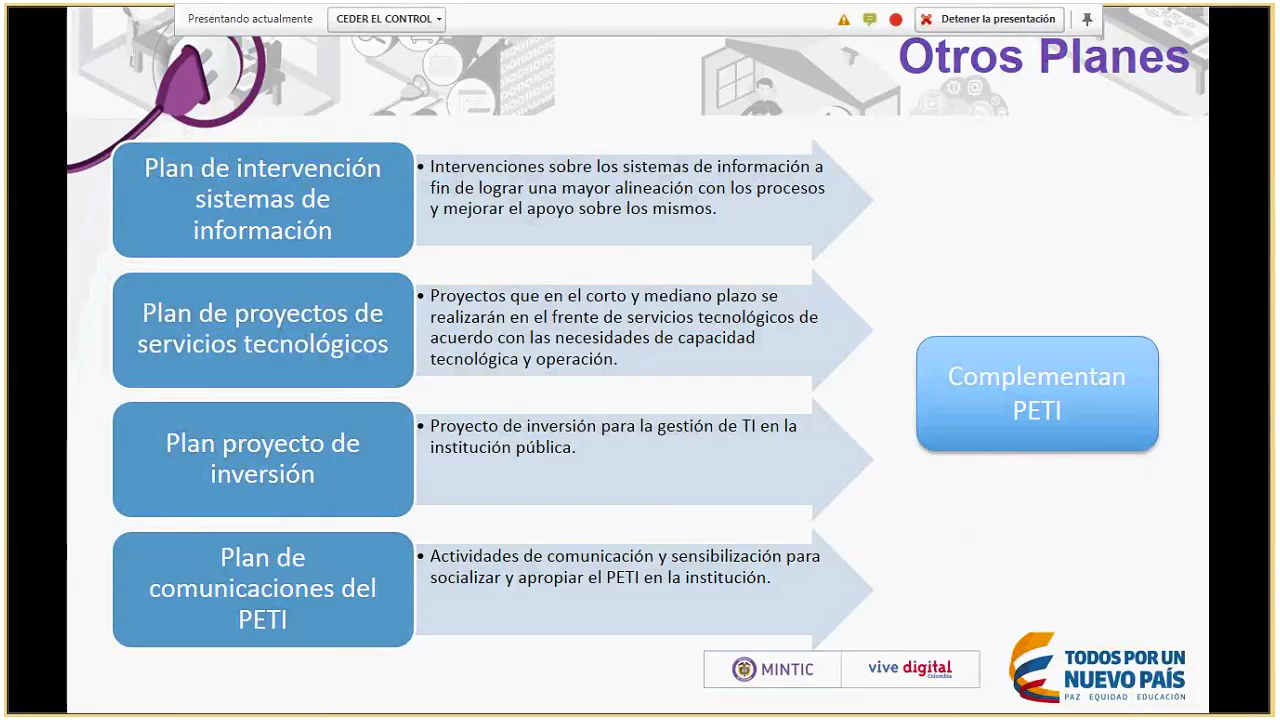 Presentando actualmente
CEDER EL CONTROL
Detener la presentación
Otros Planes
Plan de intervención
sistemas de
información
• Intervenciones sobre los sistemas de información a
fin de lograr una mayor alineación con los procesos
y mejorar el apoyo sobre los mismos.
Plan de proyectos de
servicios tecnológicos
• Proyectos que en el corto y mediano plazo se
realizarán en el frente de servicios tecnológicos de
acuerdo con las necesidades de capacidad
tecnológica y operación.
Plan proyecto de
inversión
• Proyecto de inversión para la gestión de TI en la
institución pública.
Plan de
comunicaciones del
PETI
• Actividades de comunicación y sensibilización para
socializar y apropiar el PETI en la institución.
Complementan
PETI
MINTIC
vive digital
Colombia
TODOS POR UN
NUEVO PAÍS
PAZ EQUIDAD EDUCACIÓN